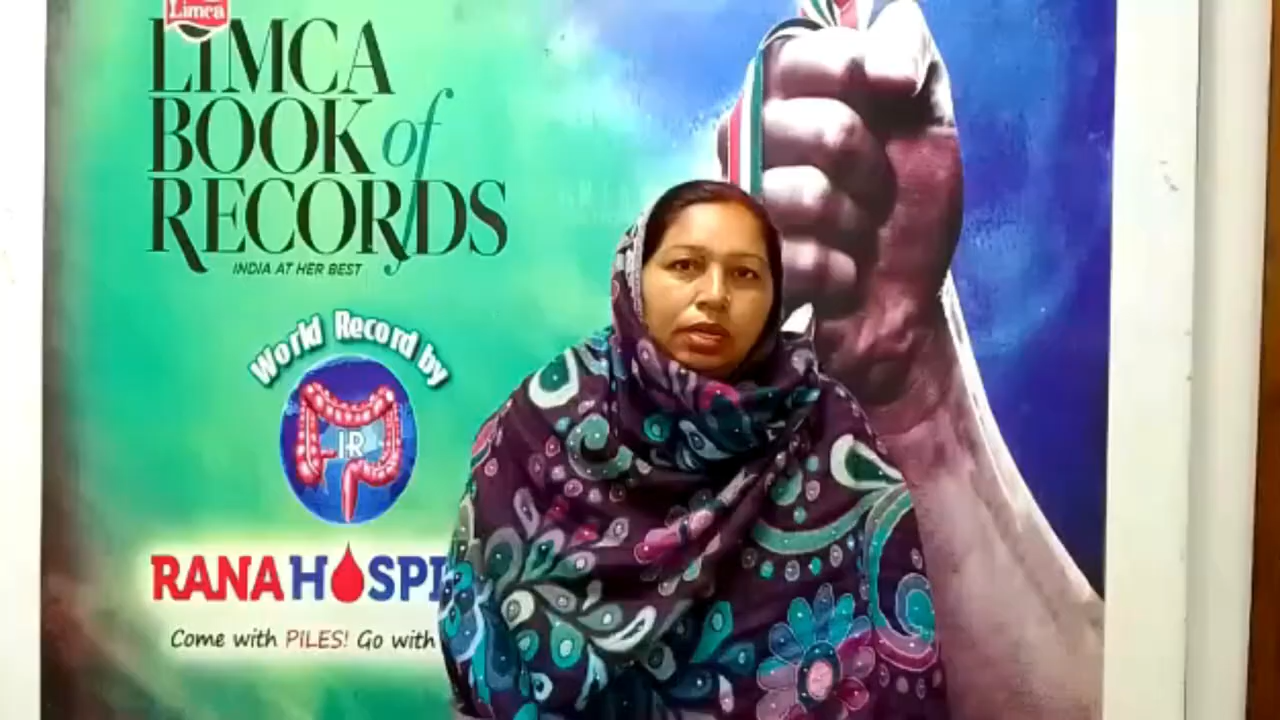 Limca
LIMCA
BOOK of
RECORDS
INDIA AT HER BEST
World Record by
RANA HOSPI
Come with PILES! Go with